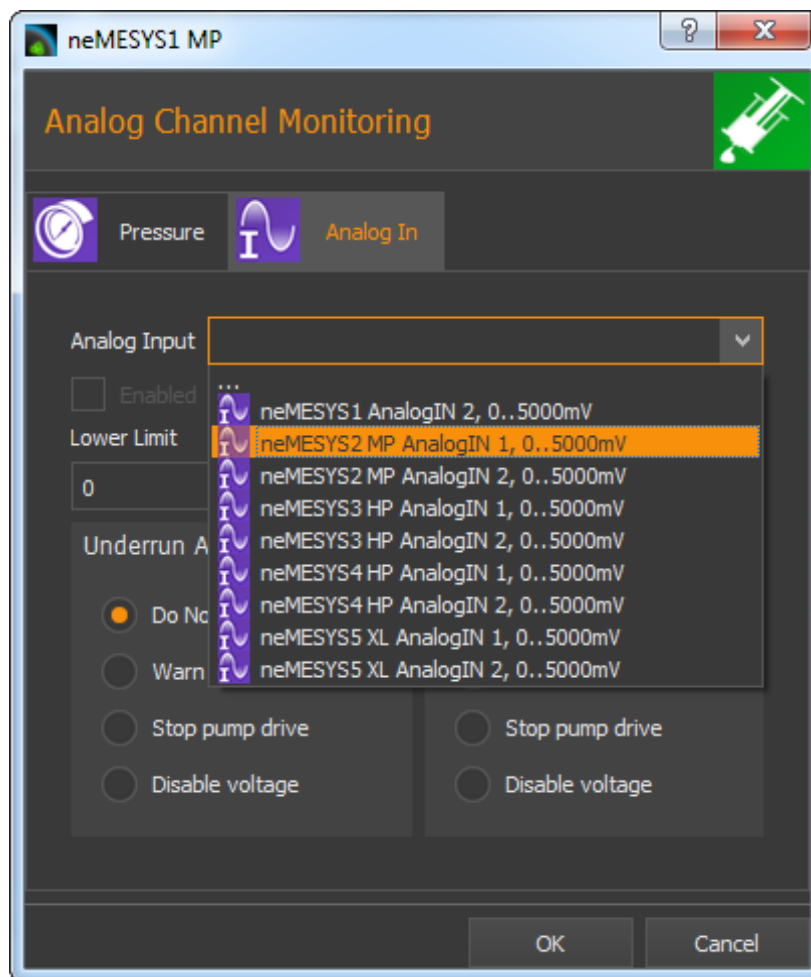 neMESYS1 MP
Analog Channel Monitoring
Pressure
Analog In
Analog Input
...
Enabled
neMESYS1 AnalogIN 2, 0..5000mV
Lower Limit
neMESYS2 MP AnalogIN 1, 0..5000mV
neMESYS2 MP AnalogIN 2, 0..5000mV
0
neMESYS3 HP AnalogIN 1, 0..5000mV
neMESYS3 HP AnalogIN 2, 0..5000mV
Underrun A
neMESYS4 HP AnalogIN 1, 0..5000mV
neMESYS4 HP AnalogIN 2, 0..5000mV
Do No
neMESYS5 XL AnalogIN 1, 0..5000mV
neMESYS5 XL AnalogIN 2, 0..5000mV
Warn
Stop pump drive
Stop pump drive
Disable voltage
Disable voltage
OK
Cancel